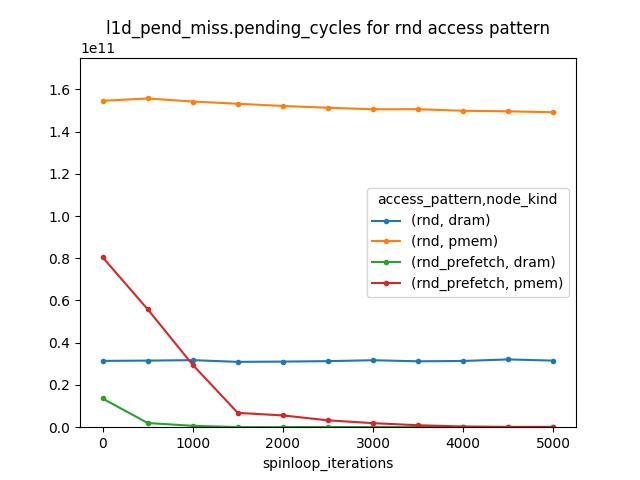 l1d_pend_miss.pending_cycles for rnd access pattern
1e11
1.6
1.4
1.2
1.0
0.8
0.6
0.4
0.2
0.0
access_pattern,node_kind
(rnd, dram)
(rnd, pmem)
(rnd_prefetch, dram)
(rnd_prefetch, pmem)
0 1000 2000 3000 4000 5000
spinloop_iterations